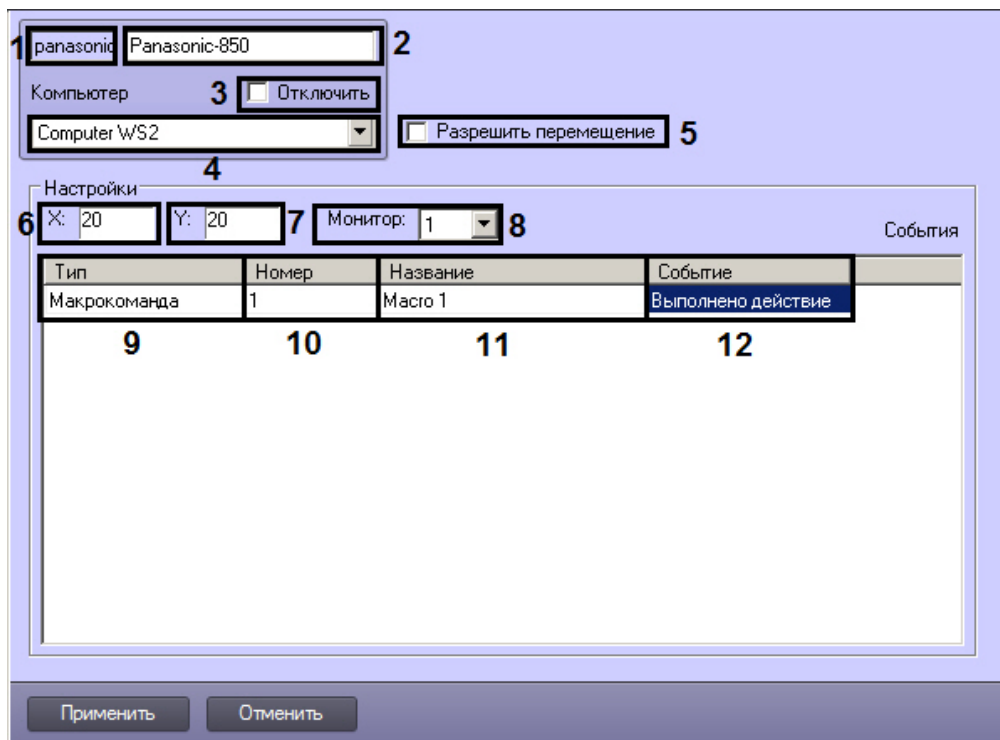 1 panasonic Panasonic-850 2
Компьютер 3 Отключить
Computer WS2 Разрешить перемещение 5
4
Настройки
6 X: 20 Y: 20 7 Монитор: 1 8 События
Тип Номер Название Событие
Макрокоманда 1 Macro 1 Выполнено действие
9 10 11 12
Применить Отменить